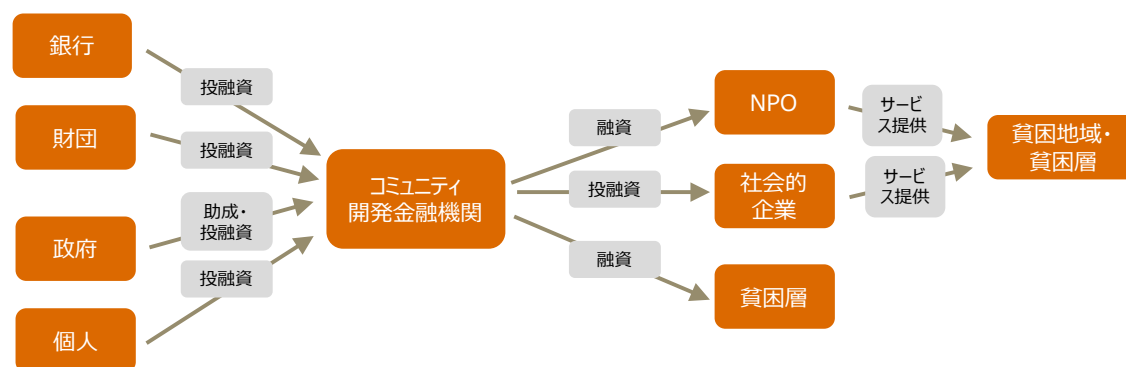 銀行
投融資
財団
投融資
政府
助成・
投融資
個人
投融資
コミュニティ
開発金融機関
融資
NPO
投融資
社会的
企業
融資
貧困層
サービ
ス提供
サービ
ス提供
貧困地域・
貧困層